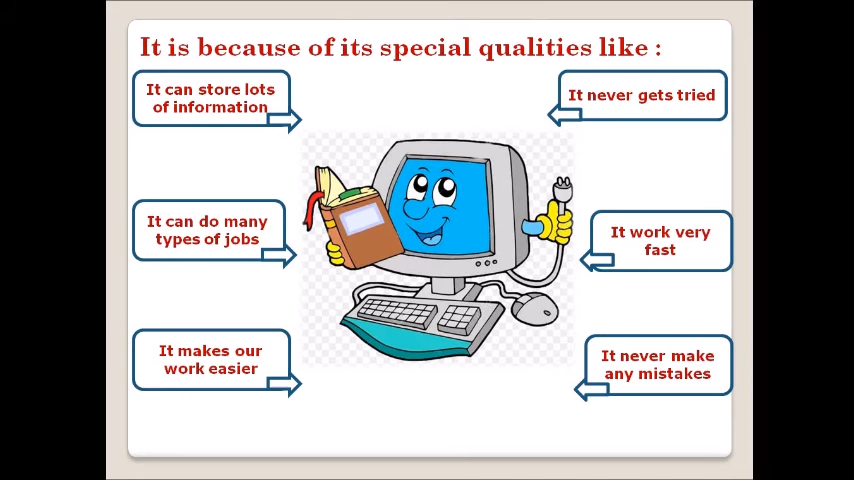 It is because of its special qualities like :
It can store lots
of information
It never gets tried
It can do many
types of jobs
It work very
fast
It makes our
work easier
It never make
any mistakes